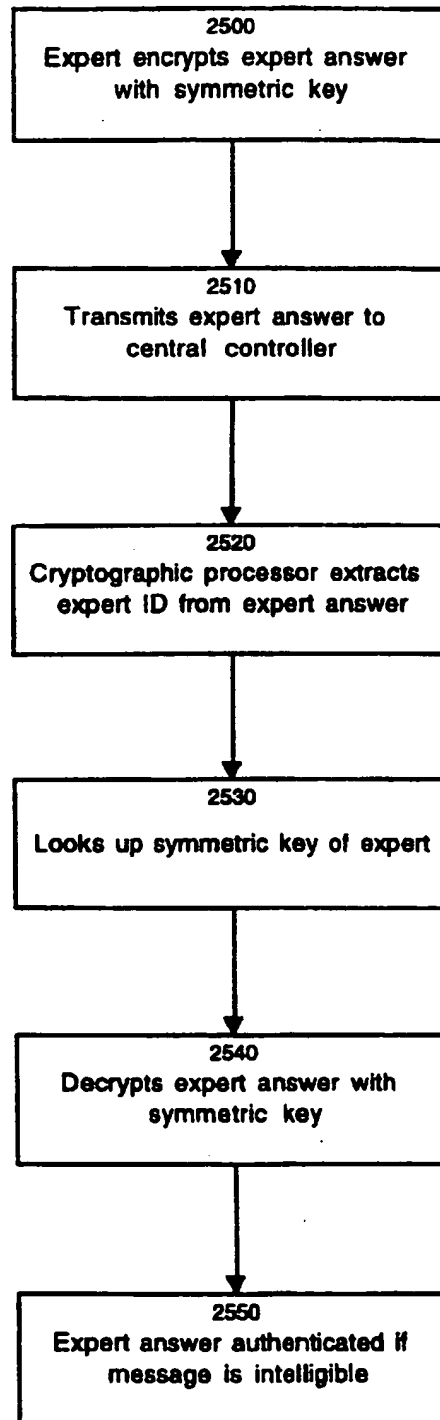 2500
Expert encrypts expert answer
with symmetric key
2510
Transmits expert answer to
central controller
2520
Cryptographic processor extracts
expert ID from expert answer
2530
Looks up symmetric key of expert
2540
Decrypts expert answer with
symmetric key
2550
Expert answer authenticated if
message is intelligible